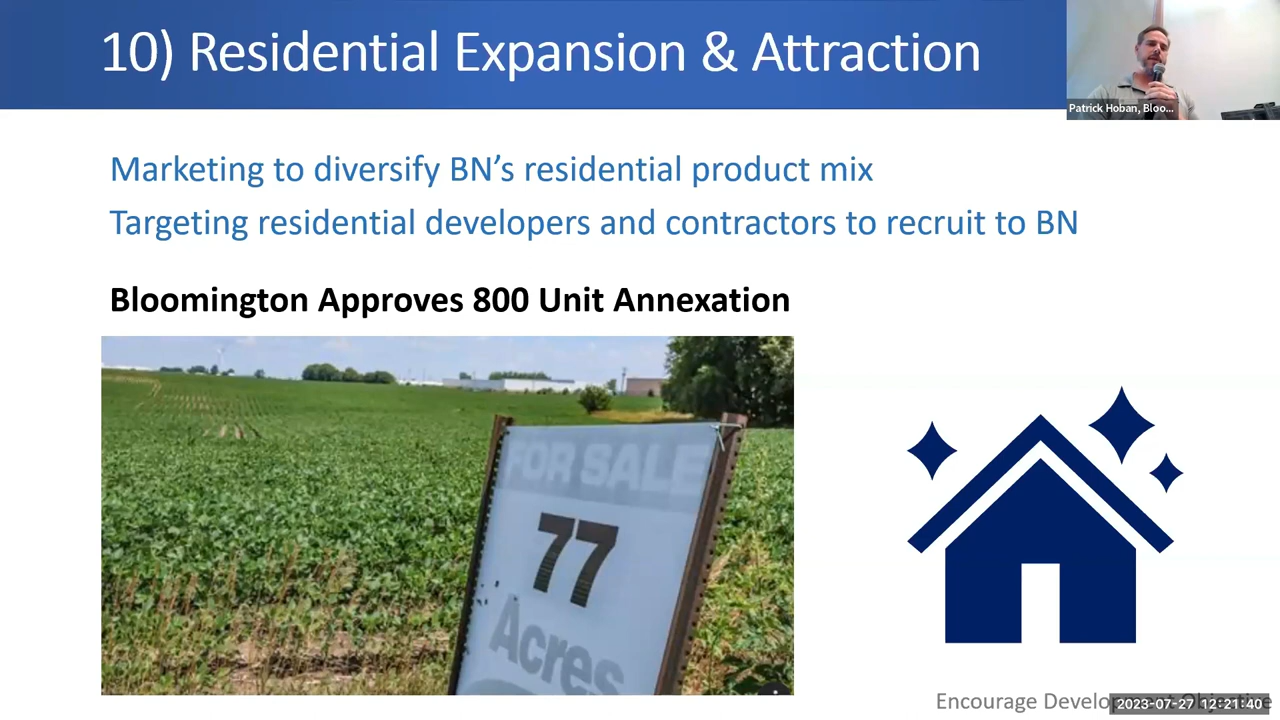 10) Residential Expansion & Attraction
Patrick Hoban, Bloo...
Marketing to diversify BN's residential product mix
Targeting residential developers and contractors to recruit to BN
Bloomington Approves 800 Unit Annexation
FOR SALE
77
Acres
Encourage Development Objective
2023-07-27 12:21:40